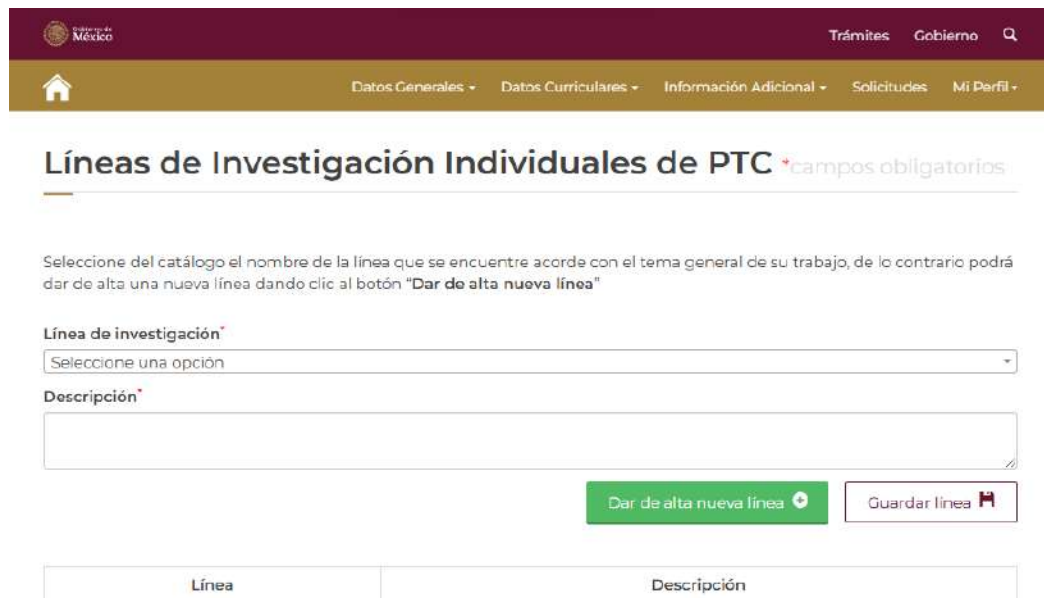 Gobierno de
México
Trámites Gobierno
Datos Generales Datos Curriculares Información Adicional Solicitudes Mi Perfil
Líneas de Investigación Individuales de PTC *campos obligatorios
Seleccione del catálogo el nombre de la línea que se encuentre acorde con el tema general de su trabajo, de lo contrario podrá
dar de alta una nueva línea dando clic al botón "Dar de alta nueva línea"
Línea de investigación*
Seleccione una opción
Descripción*
Dar de alta nueva línea Guardar línea
Línea Descripción